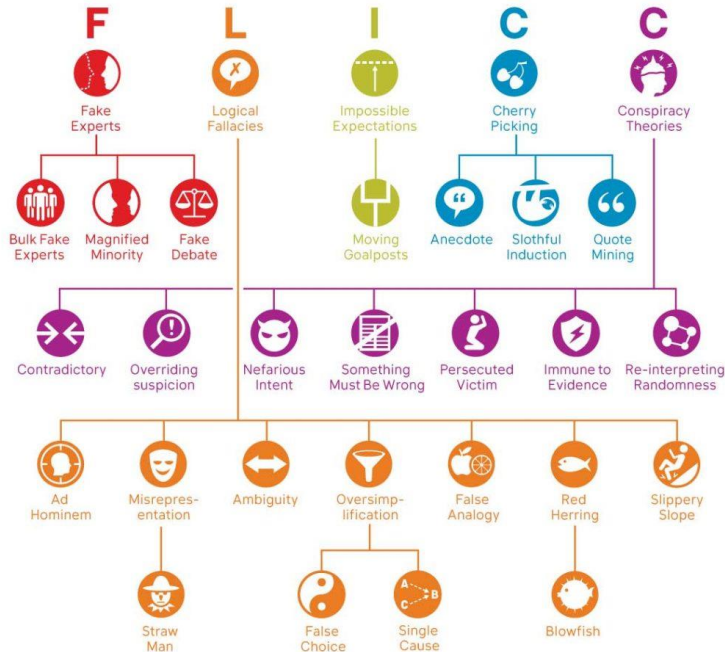 F L I C C
Fake
Experts
Logical
Fallacies
Impossible
Expectations
Cherry
Picking
Conspiracy
Theories
Bulk Fake
Experts
Magnified
Minority
Fake
Debate
Moving
Goalposts
Anecdote
Slothful
Induction
Quote
Mining
Contradictory
Overriding
suspicion
Nefarious
Intent
Something
Must Be Wrong
Persecuted
Victim
Immune to
Evidence
Re-interpreting
Randomness
Ad
Hominem
Misrepres-
entation
Ambiguity
Oversimp-
lification
False
Analogy
Red
Herring
Slippery
Slope
Straw
Man
False
Choice
A
B
C
Single
Cause
Blowfish